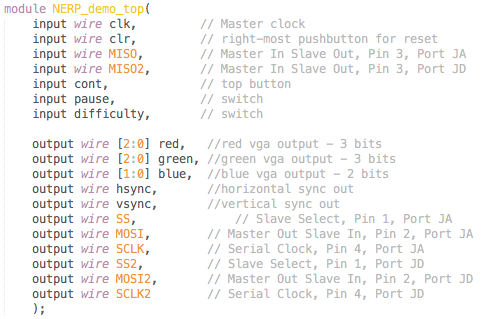 module NERP_demo_top(
    input wire clk,         // Master clock
    input wire clr,         // right-most pushbutton for reset
    input wire MISO,        // Master In Slave Out, Pin 3, Port JA
    input wire MISO2,       // Master In Slave Out, Pin 3, Port JD
    input cont,             // top button
    input pause,            // switch
    input difficulty,       // switch

    output wire [2:0] red,   //red vga output - 3 bits
    output wire [2:0] green, //green vga output - 3 bits
    output wire [1:0] blue,  //blue vga output - 2 bits
    output wire hsync,       //horizontal sync out
    output wire vsync,       //vertical sync out
    output wire SS,              // Slave Select, Pin 1, Port JA
    output wire MOSI,        // Master Out Slave In, Pin 2, Port JA
    output wire SCLK,        // Serial Clock, Pin 4, Port JA
    output wire SS2,         // Slave Select, Pin 1, Port JD
    output wire MOSI2,       // Master Out Slave In, Pin 2, Port JD
    output wire SCLK2        // Serial Clock, Pin 4, Port JD
    );